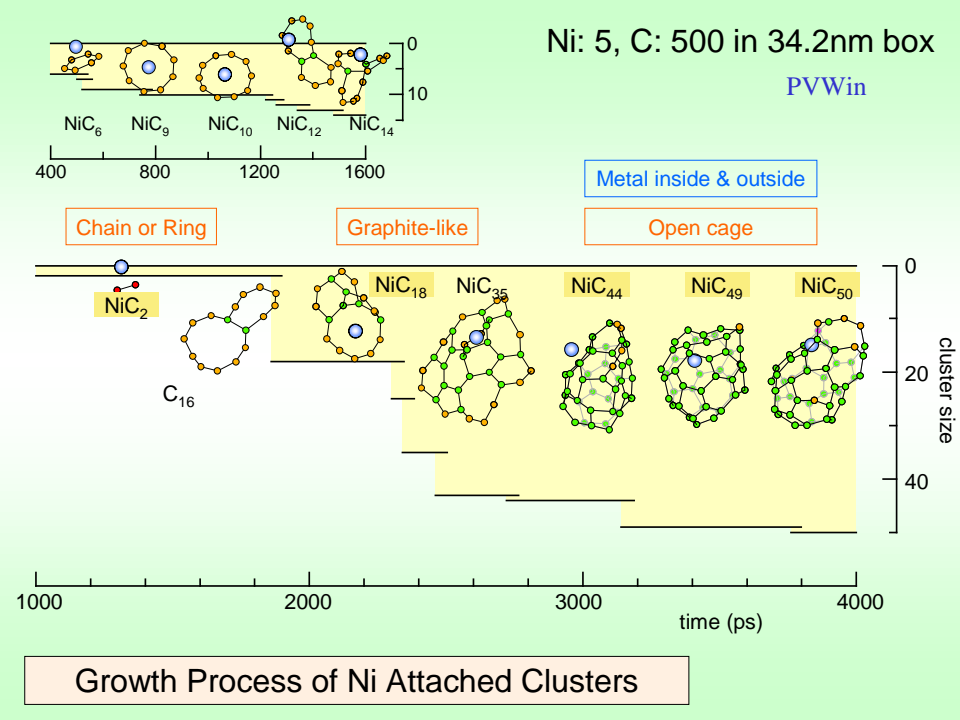 Ni: 5, C: 500 in 34.2nm box
PVWin
0
10
NiC₆ NiC₉ NiC₁₀ NiC₁₂ NiC₁₄
400 800 1200 1600
Metal inside & outside
Chain or Ring Graphite-like Open cage
0
NiC₂ NiC₁₈ NiC₃₅ NiC₄₄ NiC₄₉ NiC₅₀
C₁₆
20
cluster size
40
1000 2000 3000 4000
time (ps)
Growth Process of Ni Attached Clusters